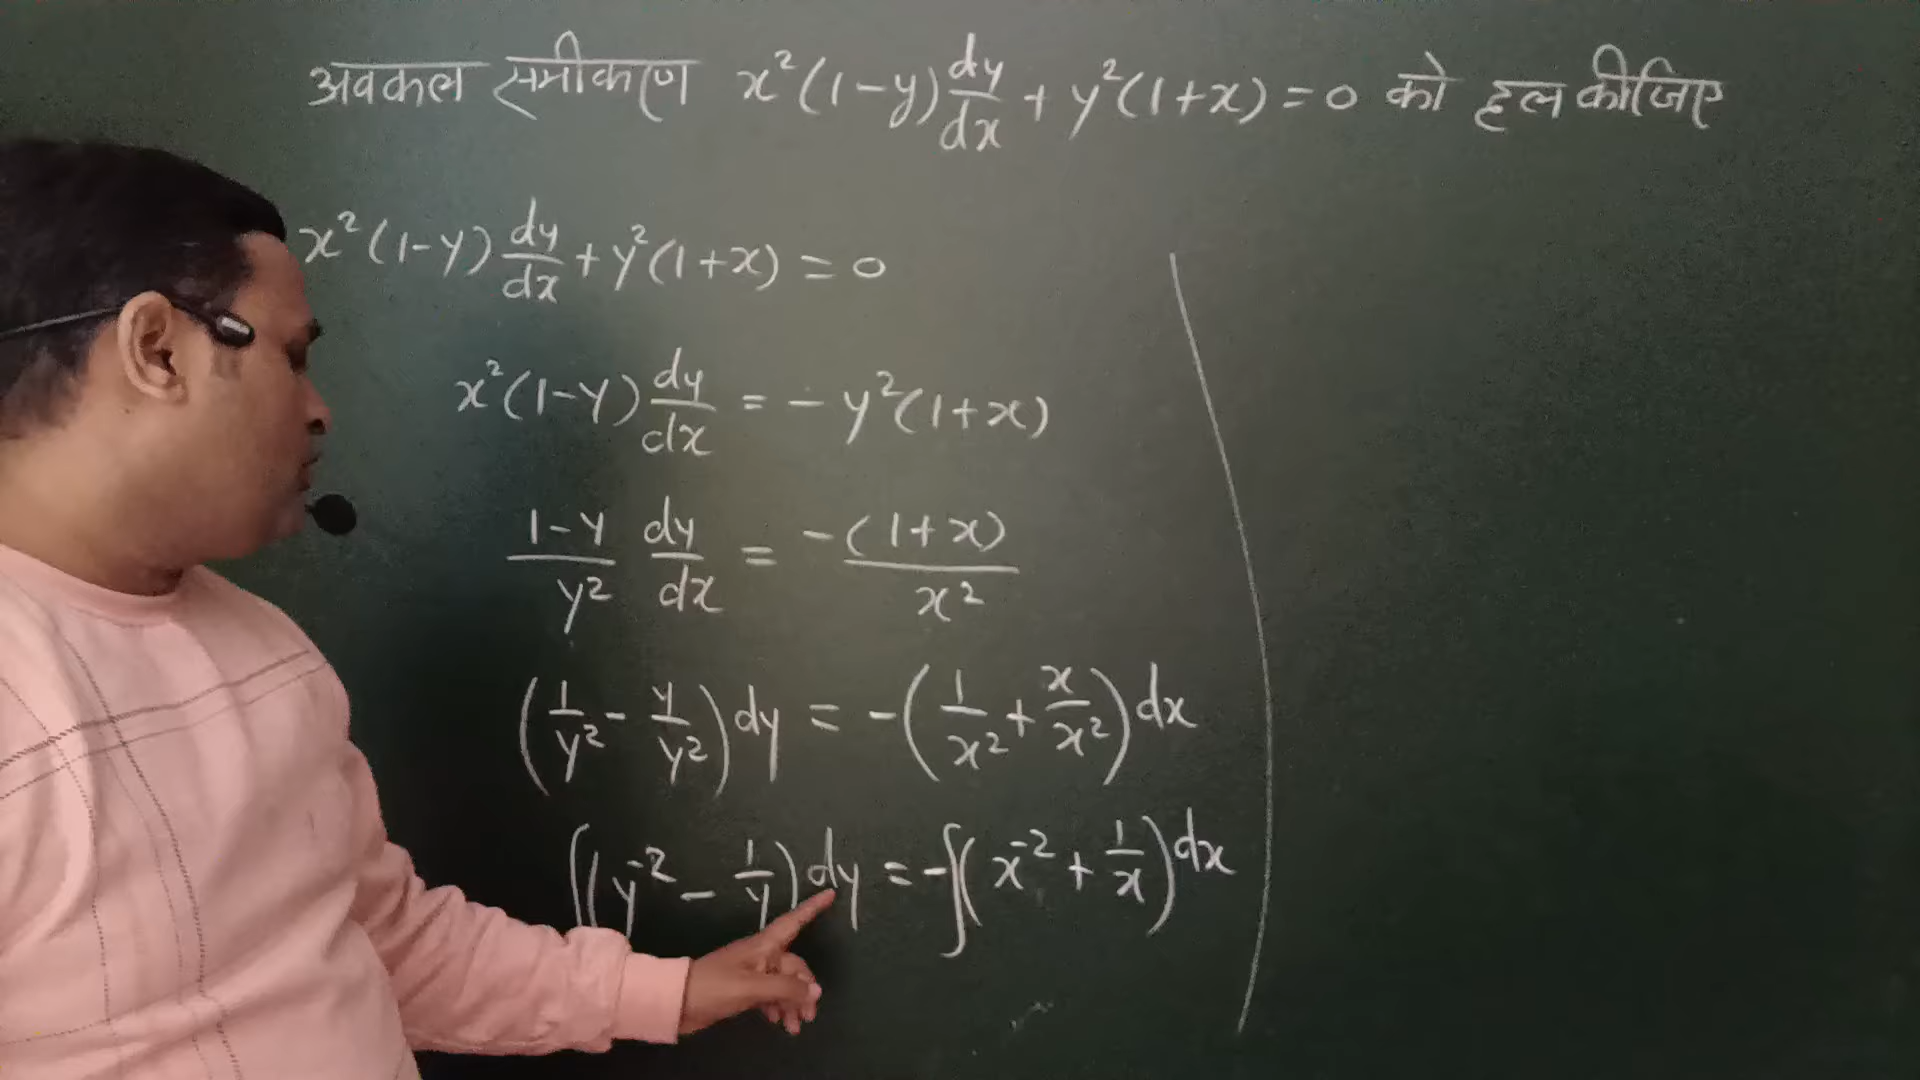 अवकल समीकरण x²(1-y) dy/dx + y²(1+x) = 0 को हल कीजिए
x²(1-y) dy/dx + y²(1+x) = 0
x²(1-y) dy/dx = - y²(1+x)
1-y/y² dy/dx = -(1+x)/x²
(1/y² - y/y²) dy = -(1/x² + x/x²) dx
∫(y⁻² - 1/y) dy = -∫(x⁻² + 1/x) dx